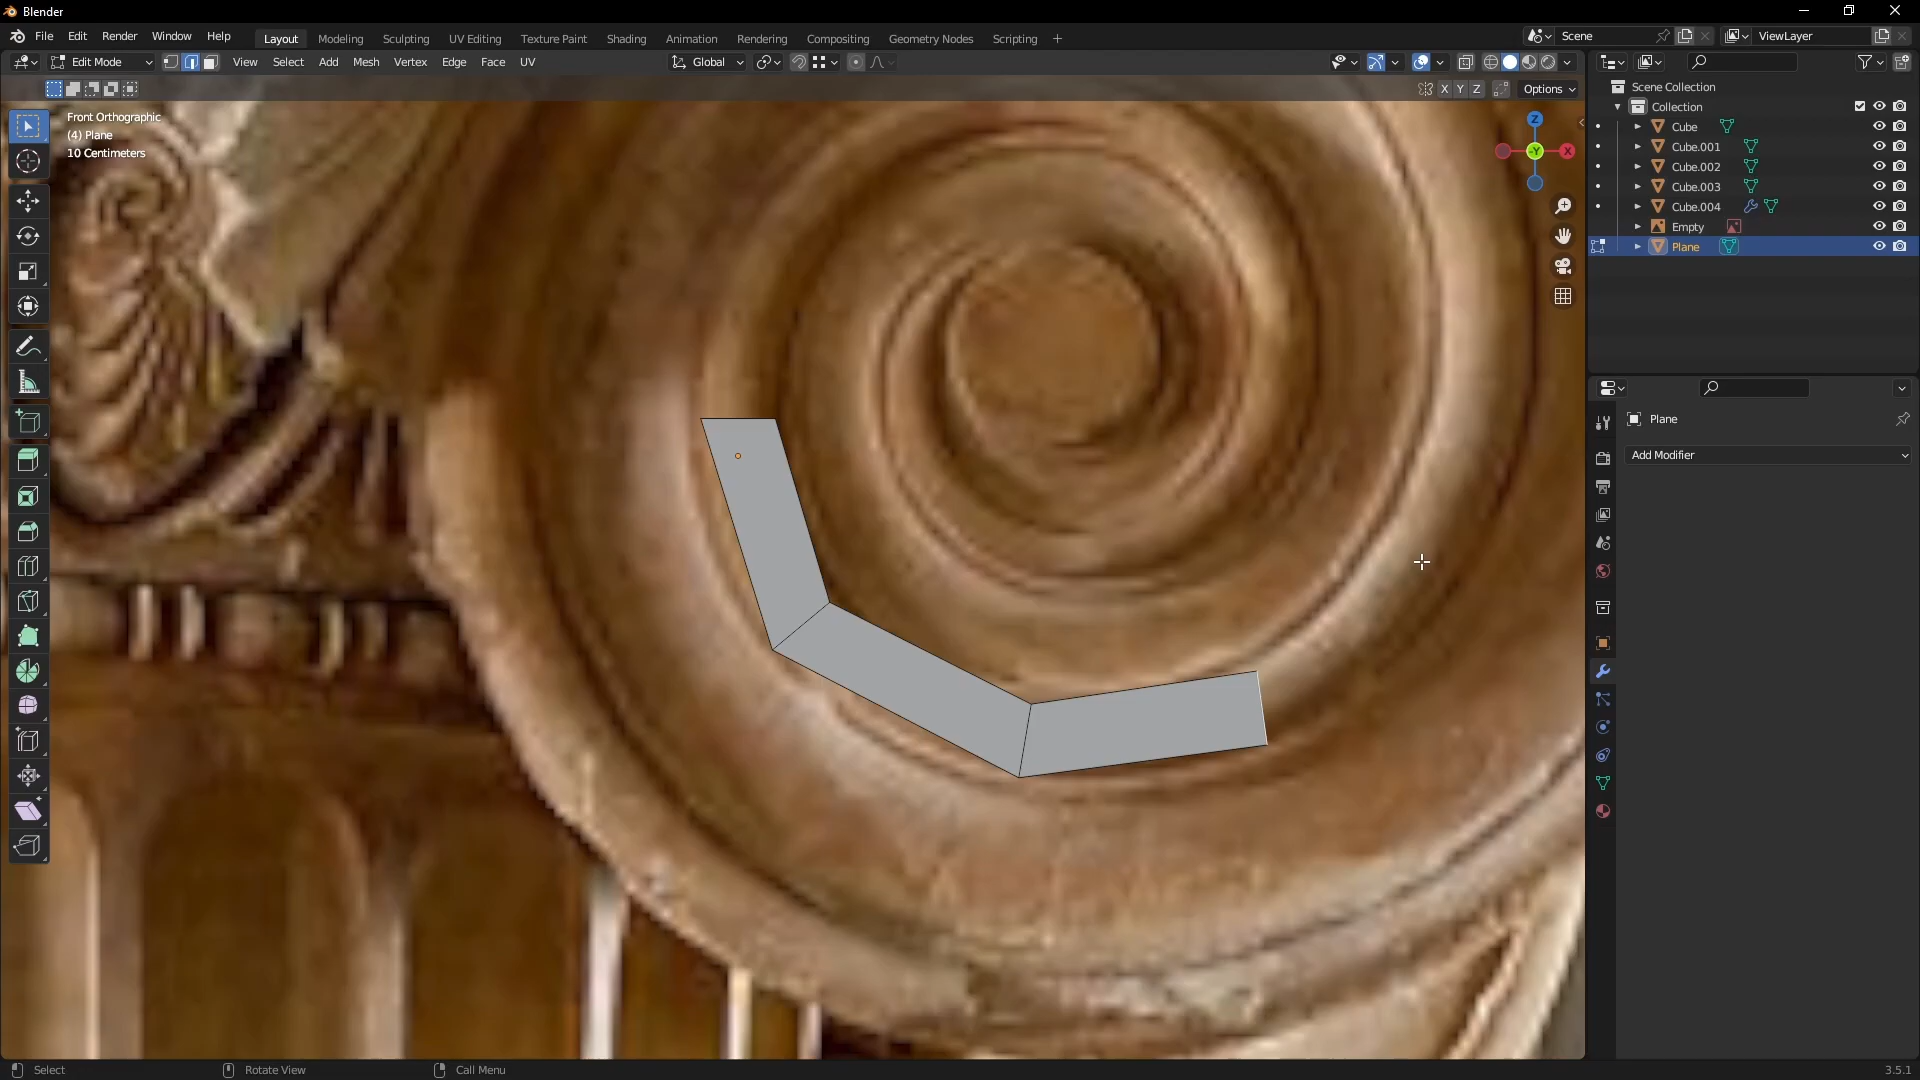 Blender
File Edit Render Window Help Layout Modeling Sculpting UV Editing Texture Paint Shading Animation Rendering Compositing Geometry Nodes Scripting + Scene ViewLayer
Edit Mode View Select Add Mesh Vertex Edge Face UV Global
X Y Z Options
Front Orthographic
(4) Plane
10 Centimeters
Z
-Y X
Scene Collection
Collection
Cube
Cube.001
Cube.002
Cube.003
Cube.004
Empty
Plane
Plane
Add Modifier
Select Rotate View Call Menu 3.5.1